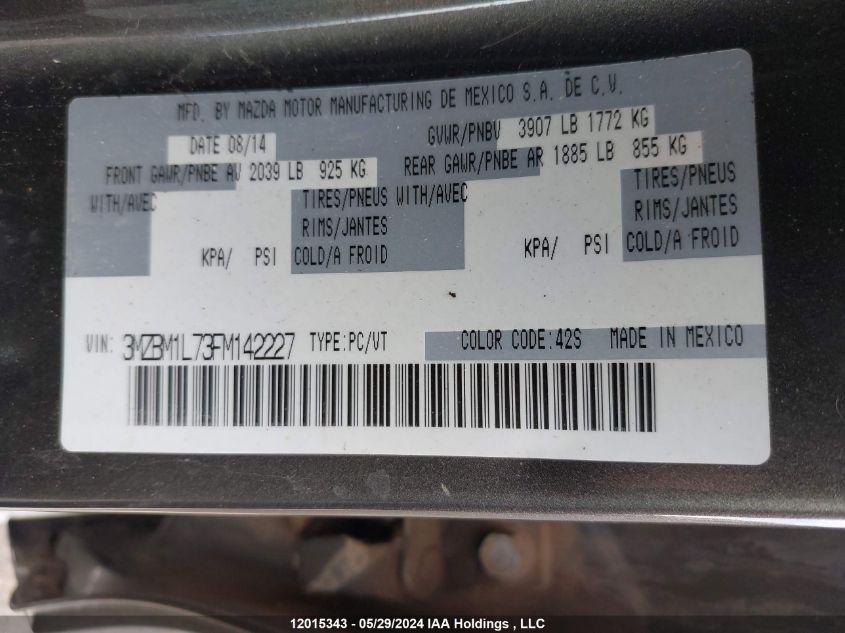 MFD. BY MAZDA MOTOR MANUFACTURING DE MEXICO S.A. DE C.V.
DATE 08/14 GVWR/PNBV 3907 LB 1772 KG
FRONT GAWR/PNBE AV 2039 LB 925 KG REAR GAWR/PNBE AR 1885 LB 855 KG
WITH/AVEC TIRES/PNEUS WITH/AVEC TIRES/PNEUS
RIMS/JANTES RIMS/JANTES
KPA/ PSI COLD/A FROID KPA/ PSI COLD/A FROID
VIN: 3MZBM1L73FM142227 TYPE:PC/VT COLOR CODE:42S MADE IN MEXICO
12015343 - 05/29/2024 IAA Holdings , LLC